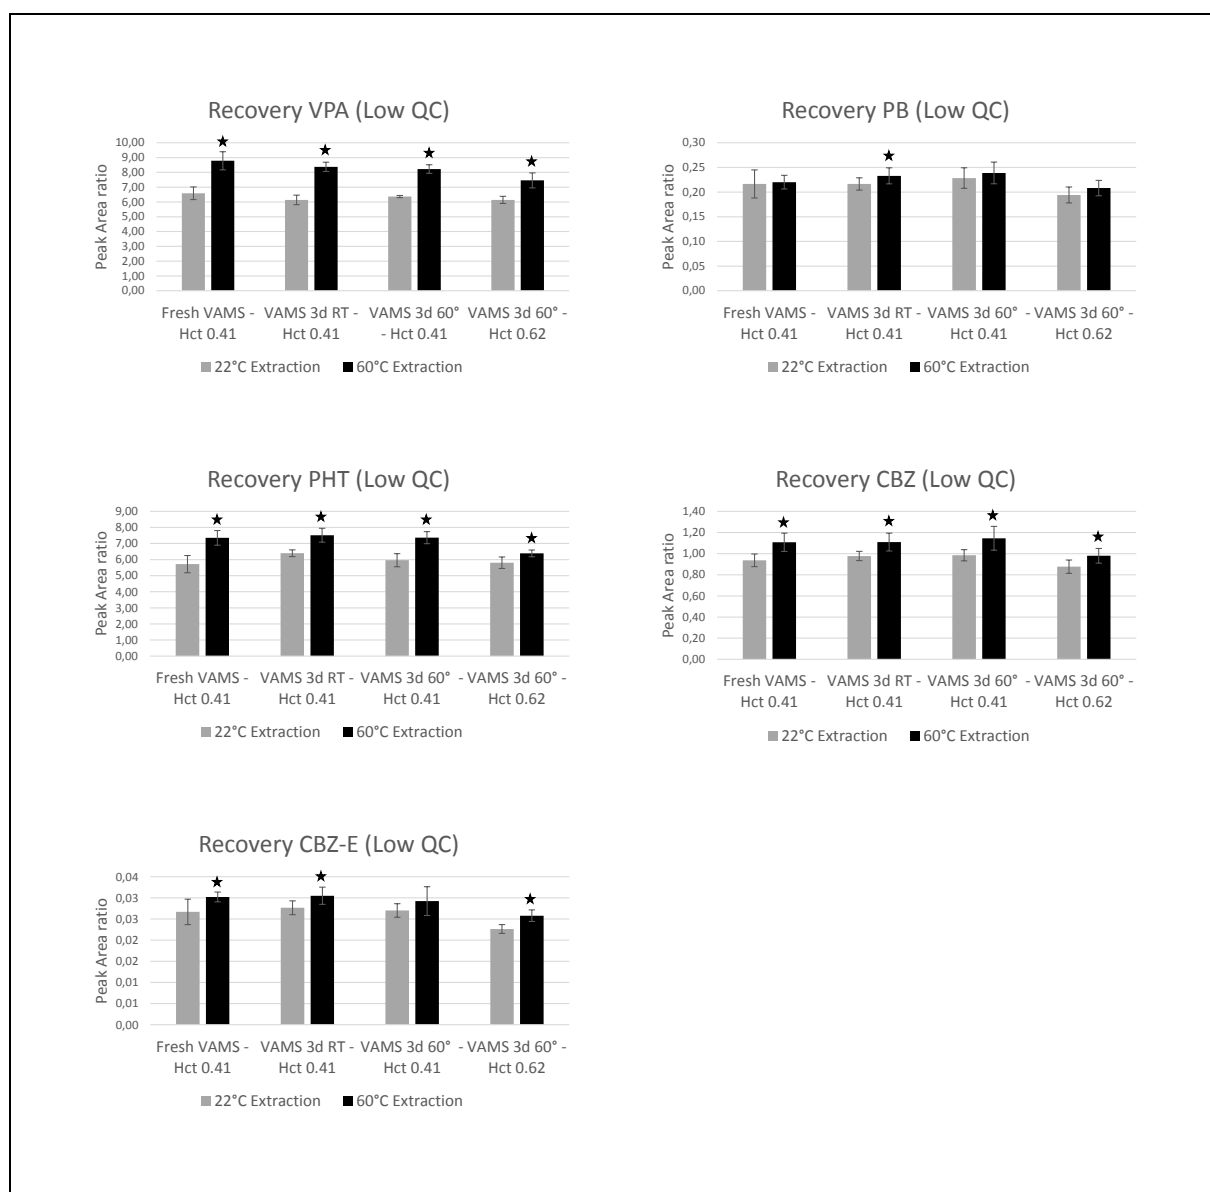 Recovery VPA (Low QC)
Peak Area ratio
10,00
9,00
8,00
7,00
6,00
5,00
4,00
3,00
2,00
1,00
0,00
Fresh VAMS - VAMS 3d RT - VAMS 3d 60° VAMS 3d 60° -
Hct 0.41 Hct 0.41 - Hct 0.41 Hct 0.62
22°C Extraction 60°C Extraction
Recovery PB (Low QC)
Peak Area ratio
0,30
0,25
0,20
0,15
0,10
0,05
0,00
Fresh VAMS - VAMS 3d RT - VAMS 3d 60° - VAMS 3d 60° -
Hct 0.41 Hct 0.41 Hct 0.41 Hct 0.62
22°C Extraction 60°C Extraction
Recovery PHT (Low QC)
Peak Area ratio
9,00
8,00
7,00
6,00
5,00
4,00
3,00
2,00
1,00
0,00
Fresh VAMS - VAMS 3d RT - VAMS 3d 60° - VAMS 3d 60° -
Hct 0.41 Hct 0.41 Hct 0.41 Hct 0.62
22°C Extraction 60°C Extraction
Recovery CBZ (Low QC)
Peak Area ratio
1,40
1,20
1,00
0,80
0,60
0,40
0,20
0,00
Fresh VAMS - VAMS 3d RT - VAMS 3d 60° - VAMS 3d 60° -
Hct 0.41 Hct 0.41 Hct 0.41 Hct 0.62
22°C Extraction 60°C Extraction
Recovery CBZ-E (Low QC)
Peak Area ratio
0,04
0,03
0,03
0,02
0,02
0,01
0,01
0,00
Fresh VAMS - VAMS 3d RT - VAMS 3d 60° - VAMS 3d 60° -
Hct 0.41 Hct 0.41 Hct 0.41 Hct 0.62
22°C Extraction 60°C Extraction